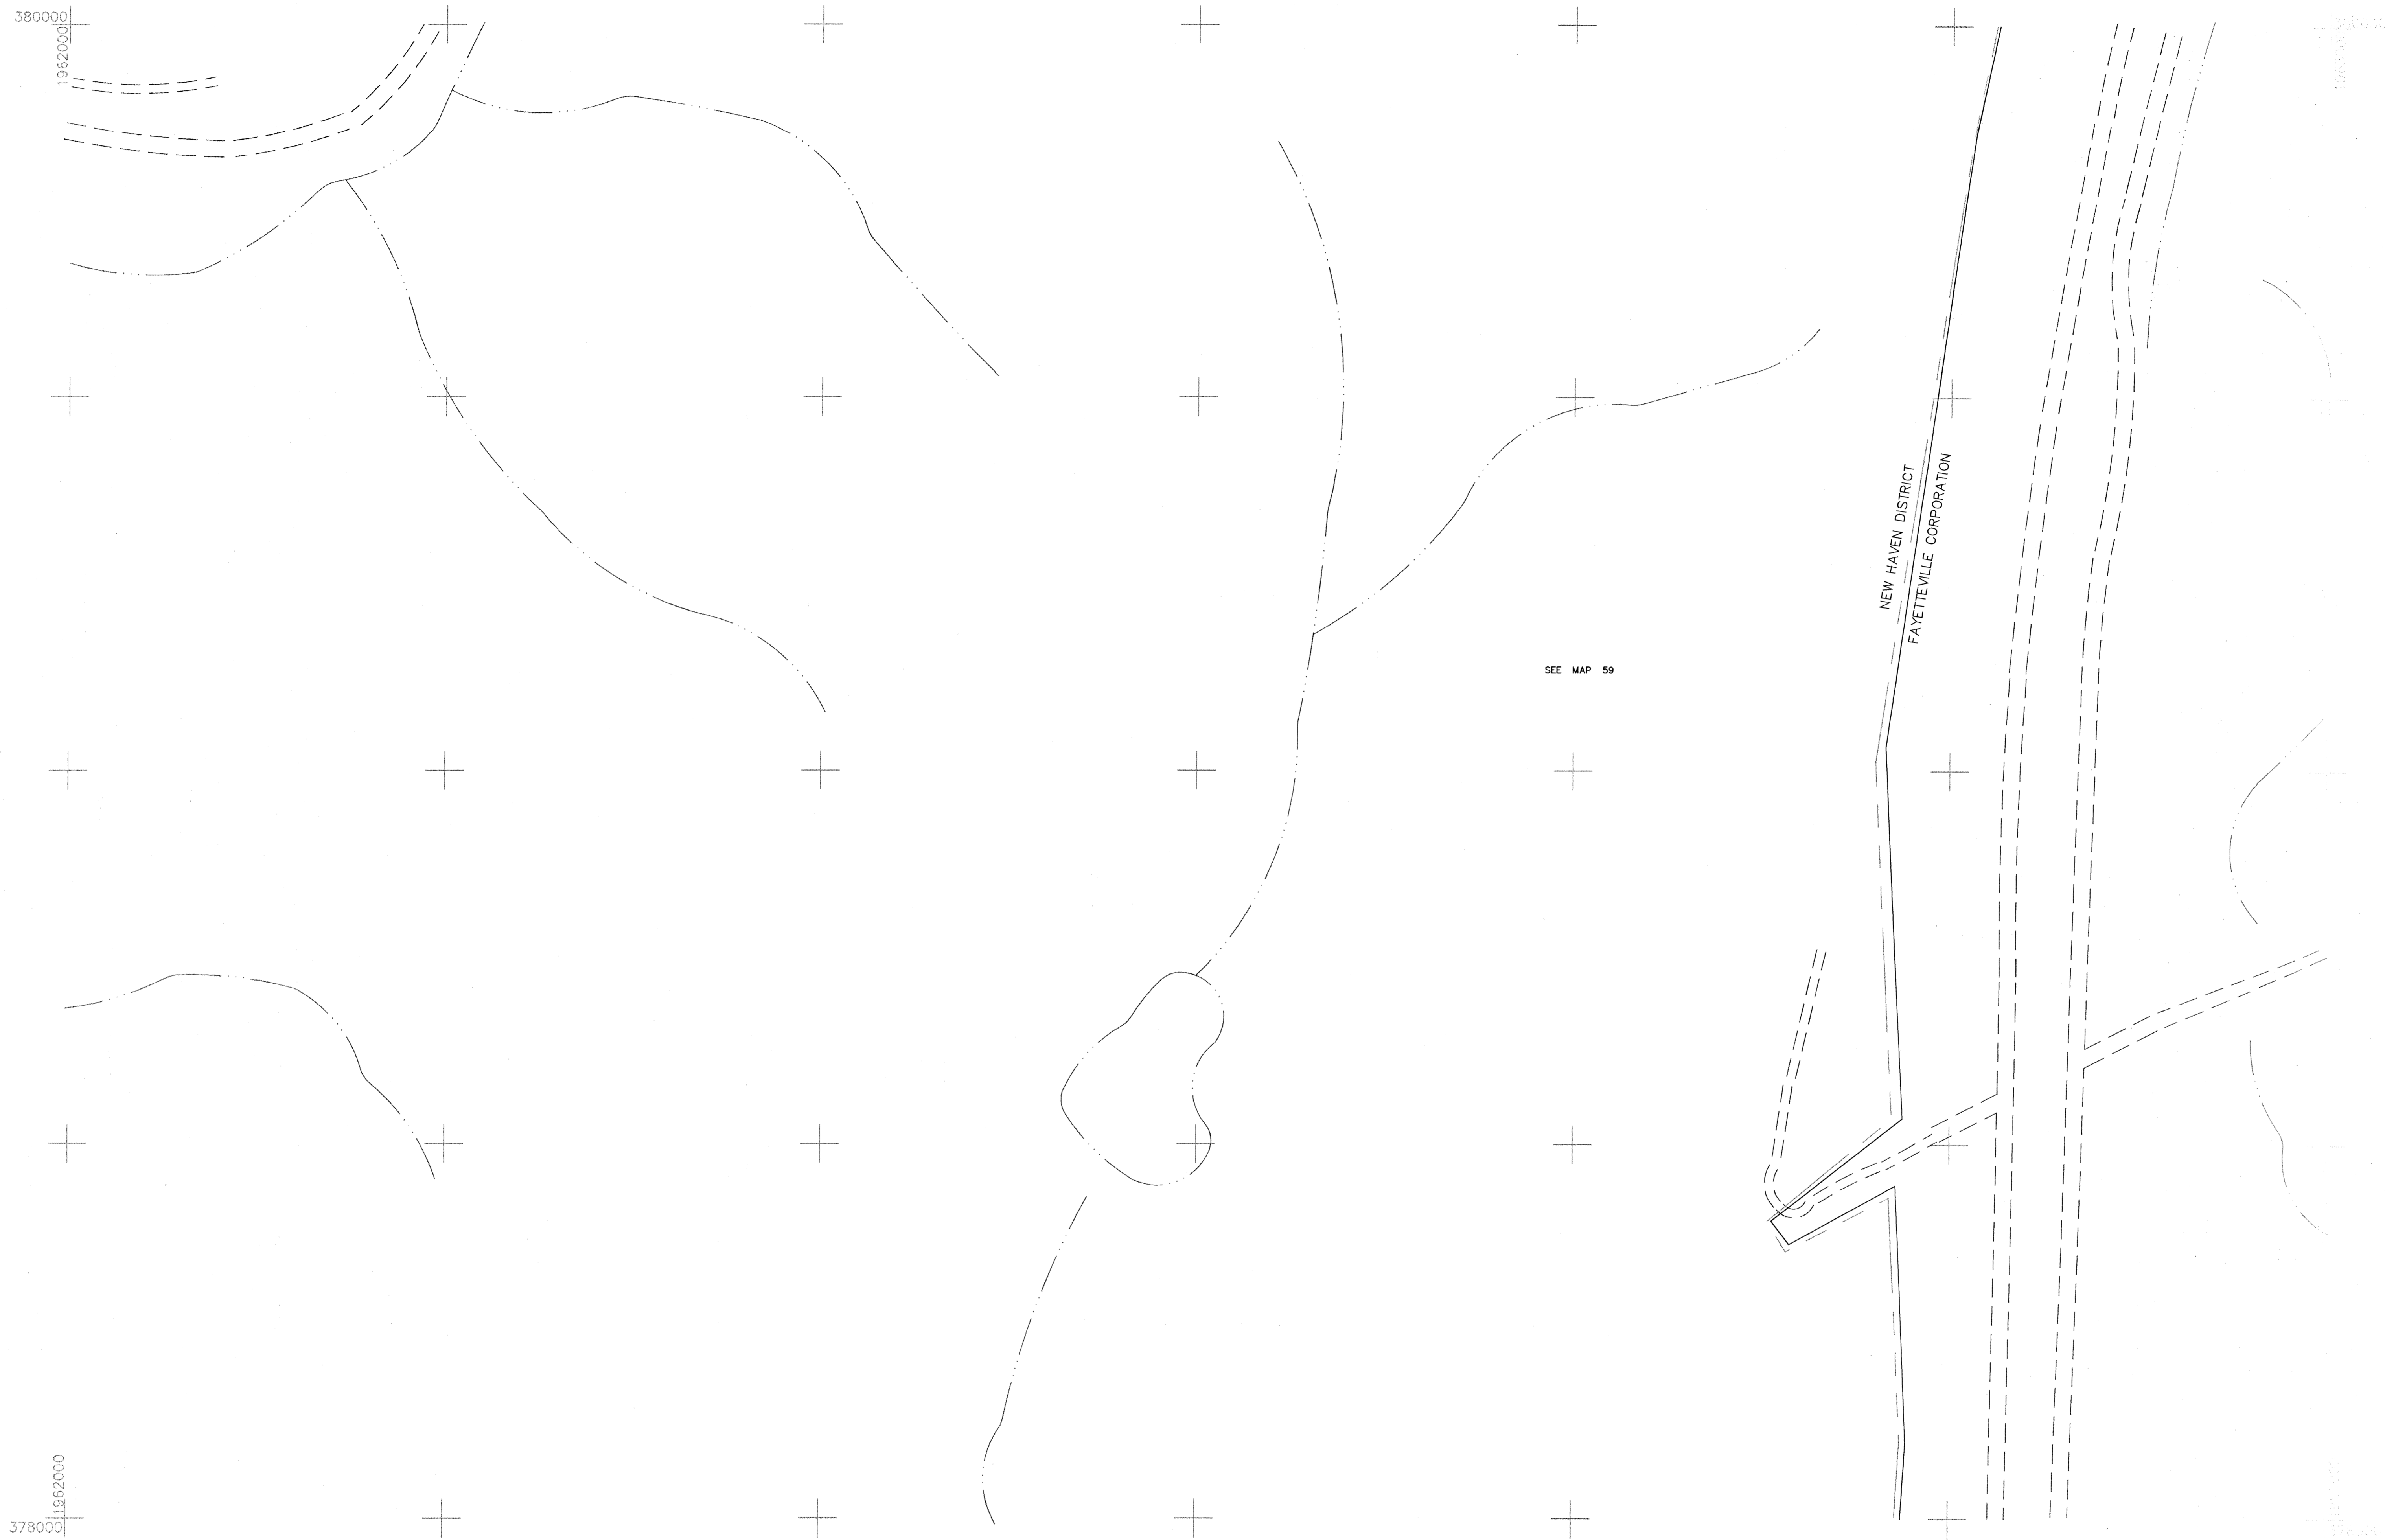 380000
1962000
NEW HAVEN DISTRICT
FAYETTEVILLE CORPORATION
SEE MAP 59
1962000
378000